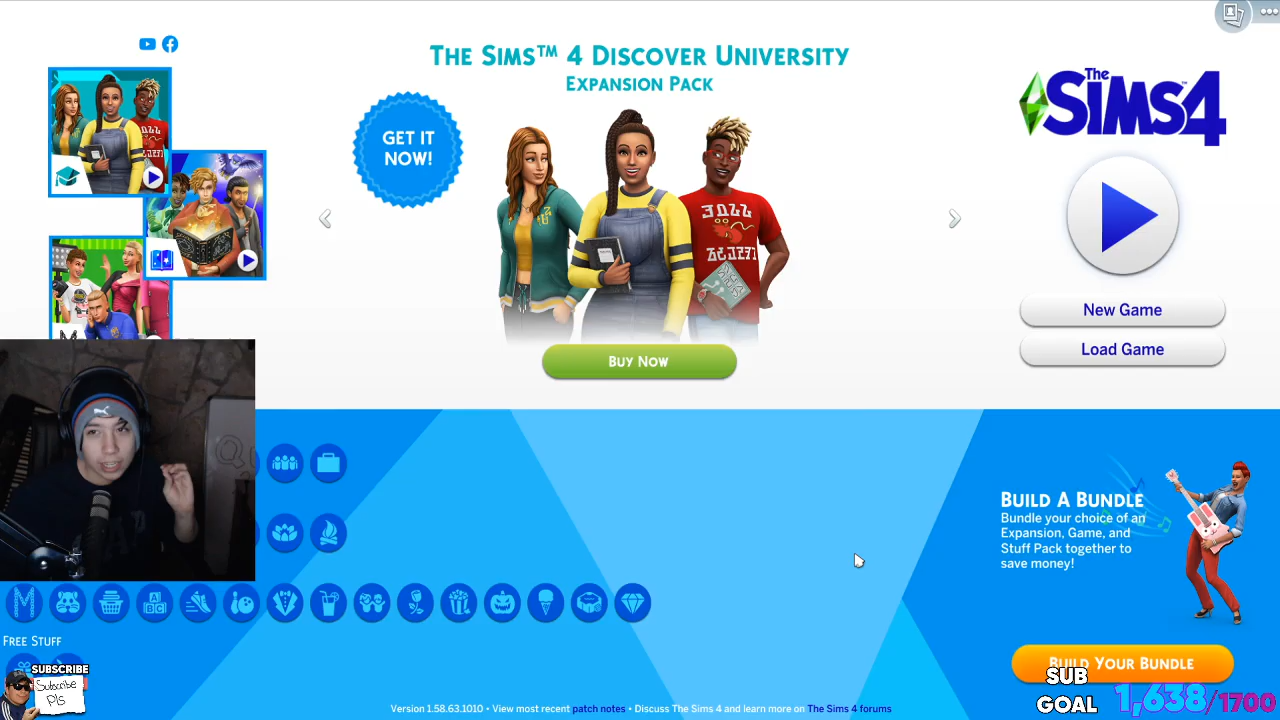 THE SIMS™ 4 DISCOVER UNIVERSITY
EXPANSION PACK
GET IT
NOW!
BUY NOW
The
SIMS 4
New Game
Load Game
BUILD A BUNDLE
Bundle your choice of an
Expansion, Game, and
Stuff Pack together to
save money!
BUILD YOUR BUNDLE
FREE STUFF
SUBSCRIBE
Subscribe
Pls
SUB
GOAL 1,638/1700
Version 1.58.63.1010 • View most recent patch notes • Discuss The Sims 4 and learn more on The Sims 4 forums